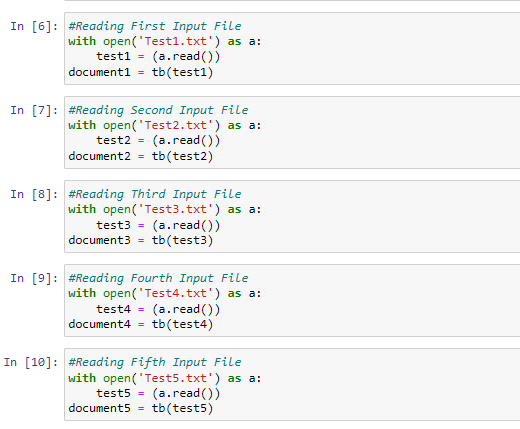 In [6]: #Reading First Input File
with open('Test1.txt') as a:
    test1 = (a.read())
document1 = tb(test1)
In [7]: #Reading Second Input File
with open('Test2.txt') as a:
    test2 = (a.read())
document2 = tb(test2)
In [8]: #Reading Third Input File
with open('Test3.txt') as a:
    test3 = (a.read())
document3 = tb(test3)
In [9]: #Reading Fourth Input File
with open('Test4.txt') as a:
    test4 = (a.read())
document4 = tb(test4)
In [10]: #Reading Fifth Input File
with open('Test5.txt') as a:
    test5 = (a.read())
document5 = tb(test5)